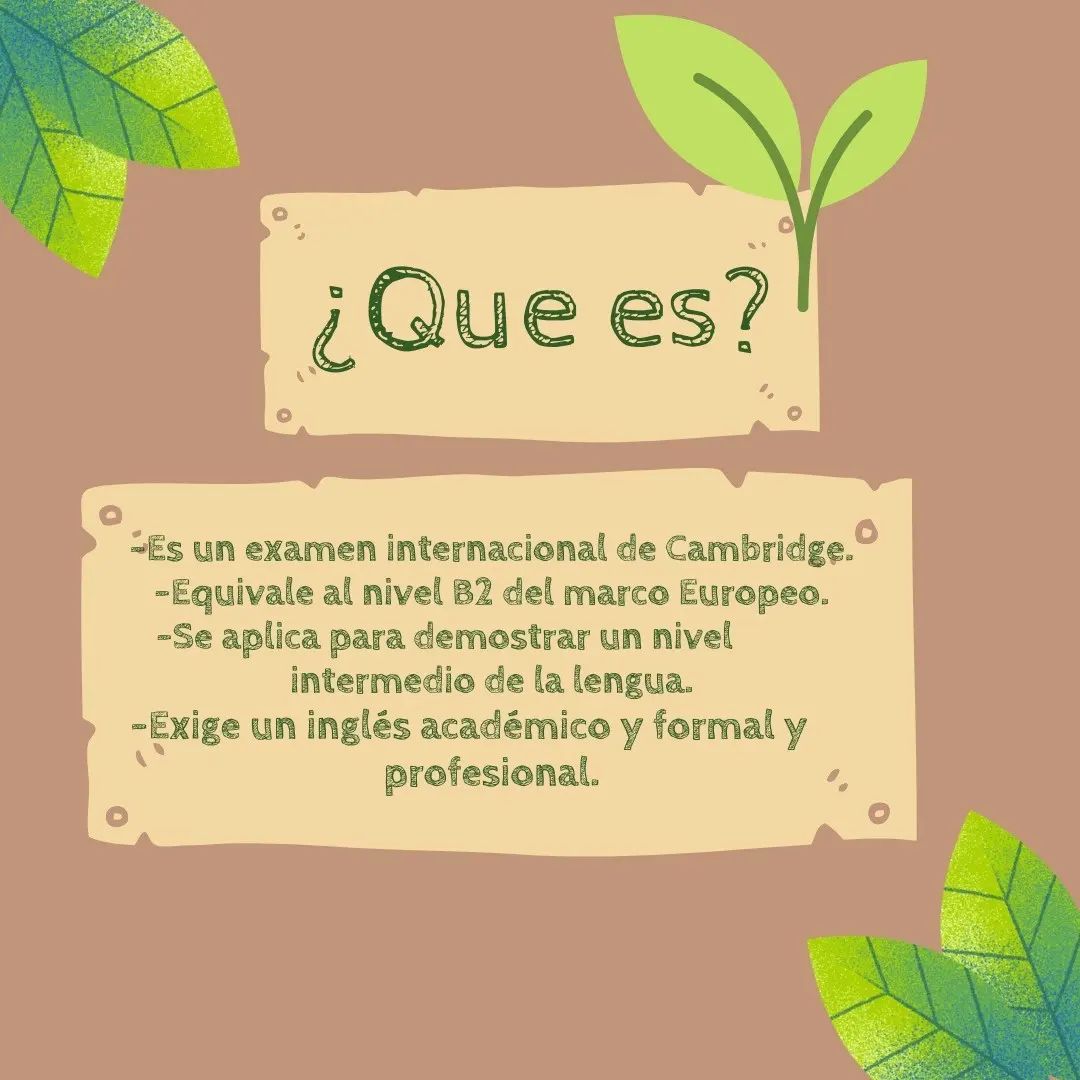 ¿Que es?
-Es un examen internacional de Cambridge.
-Equivale al nivel B2 del marco Europeo.
-Se aplica para demostrar un nivel
intermedio de la lengua.
-Exige un inglés académico y formal y
profesional.